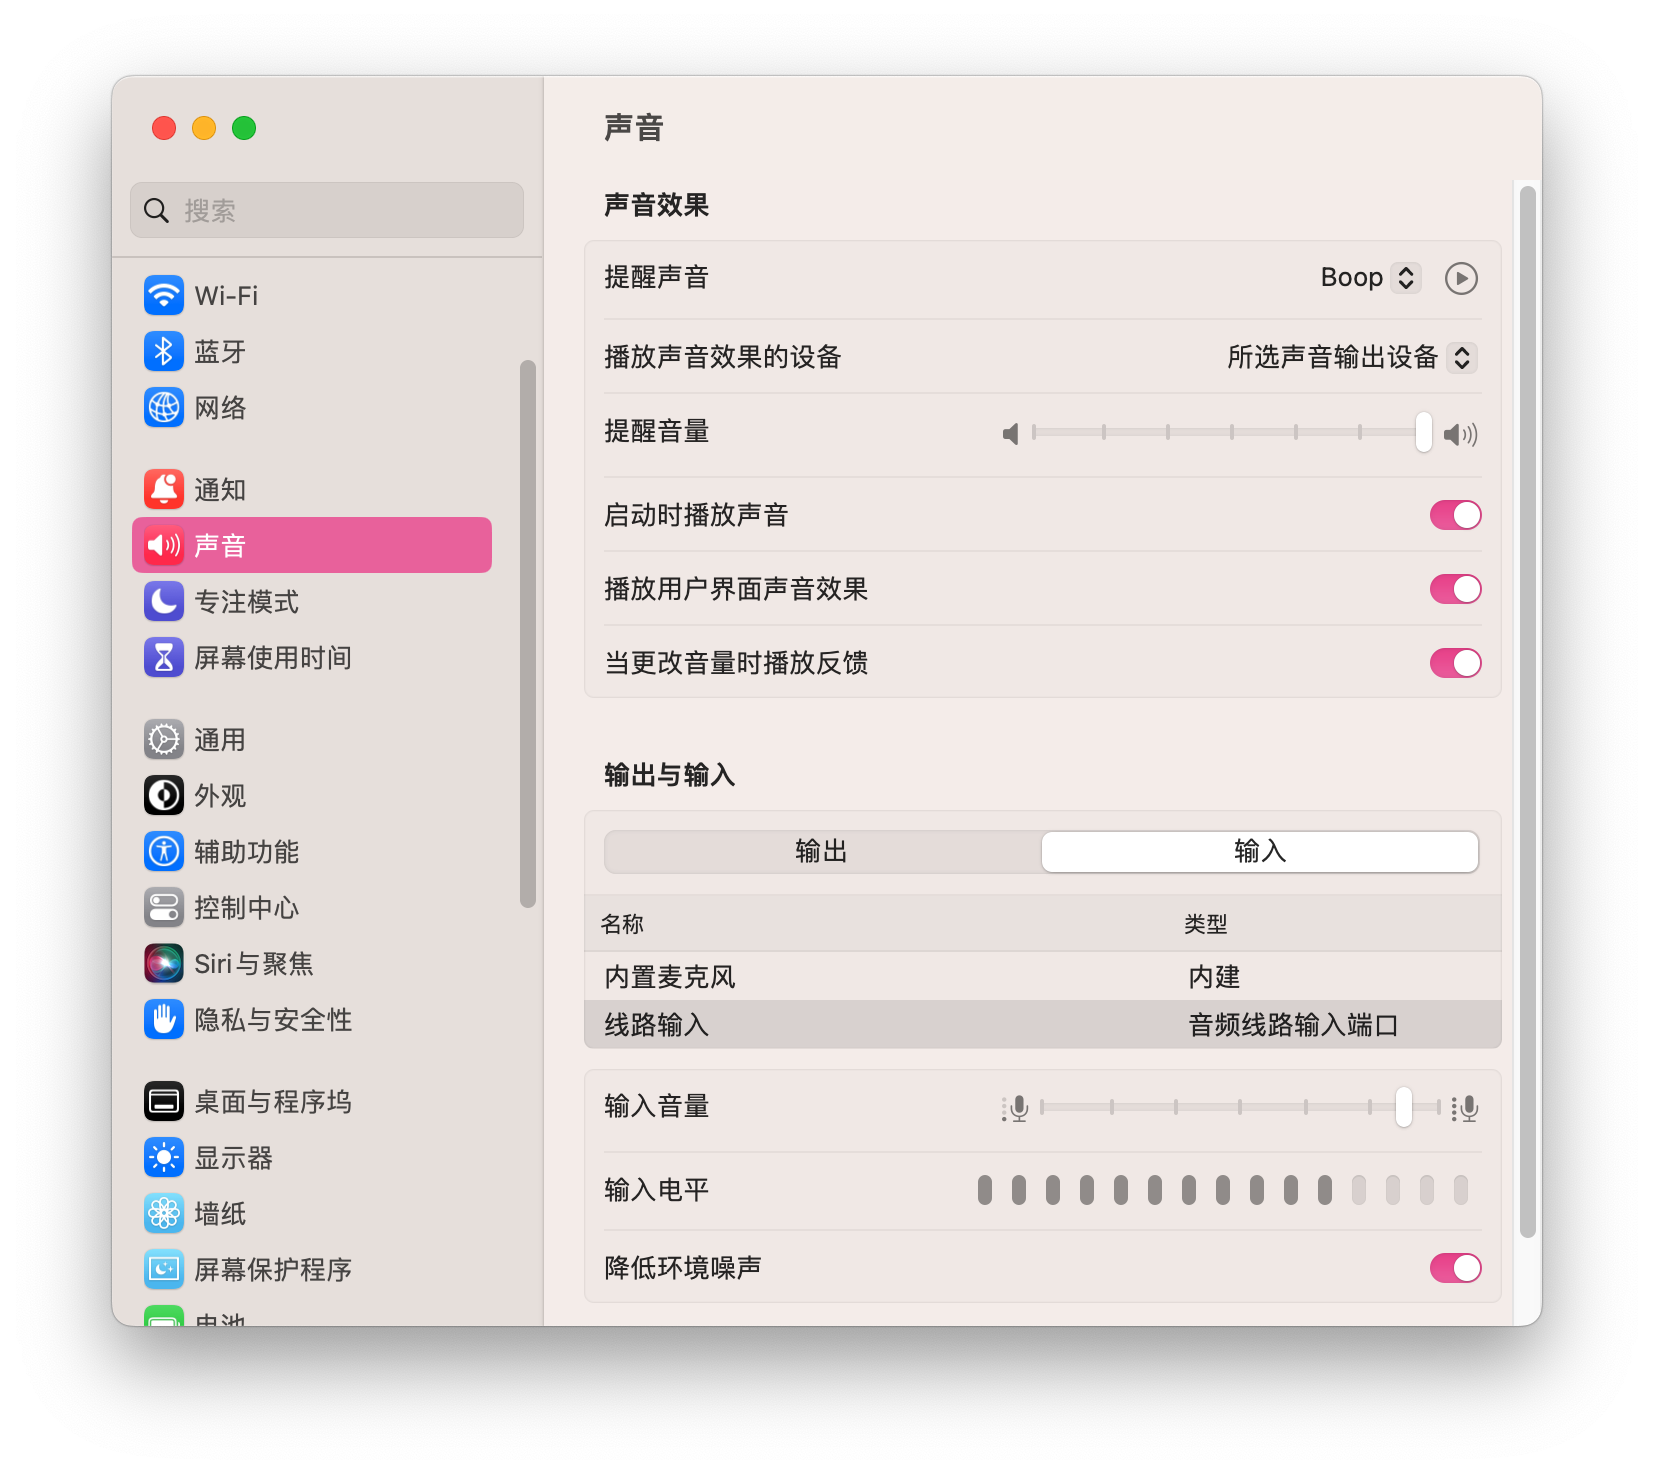 声音
搜索
Wi-Fi
蓝牙
网络
通知
声音
专注模式
屏幕使用时间
通用
外观
辅助功能
控制中心
Siri与聚焦
隐私与安全性
桌面与程序坞
显示器
墙纸
屏幕保护程序
电池
声音效果
提醒声音
Boop
播放声音效果的设备
所选声音输出设备
提醒音量
启动时播放声音
播放用户界面声音效果
当更改音量时播放反馈
输出与输入
输出
输入
名称
类型
内置麦克风
内建
线路输入
音频线路输入端口
输入音量
输入电平
降低环境噪声